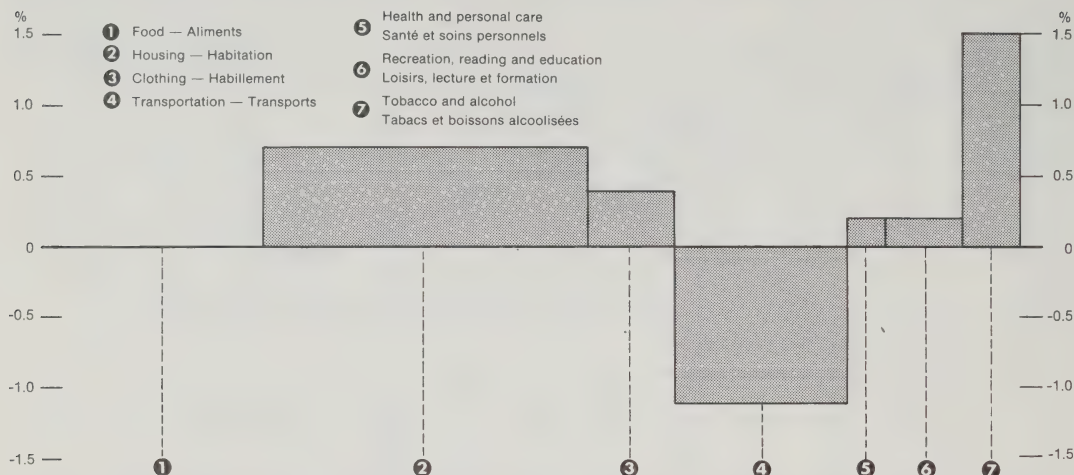 %
1.5
1.0
0.5
0
-0.5
-1.0
-1.5
1 Food — Aliments
2 Housing — Habitation
3 Clothing — Habillement
4 Transportation — Transports
5 Health and personal care
Santé et soins personnels
6 Recreation, reading and education
Loisirs, lecture et formation
7 Tobacco and alcohol
Tabacs et boissons alcoolisées
%
1.5
1.0
0.5
0
-0.5
-1.0
-1.5
1 2 3 4 5 6 7